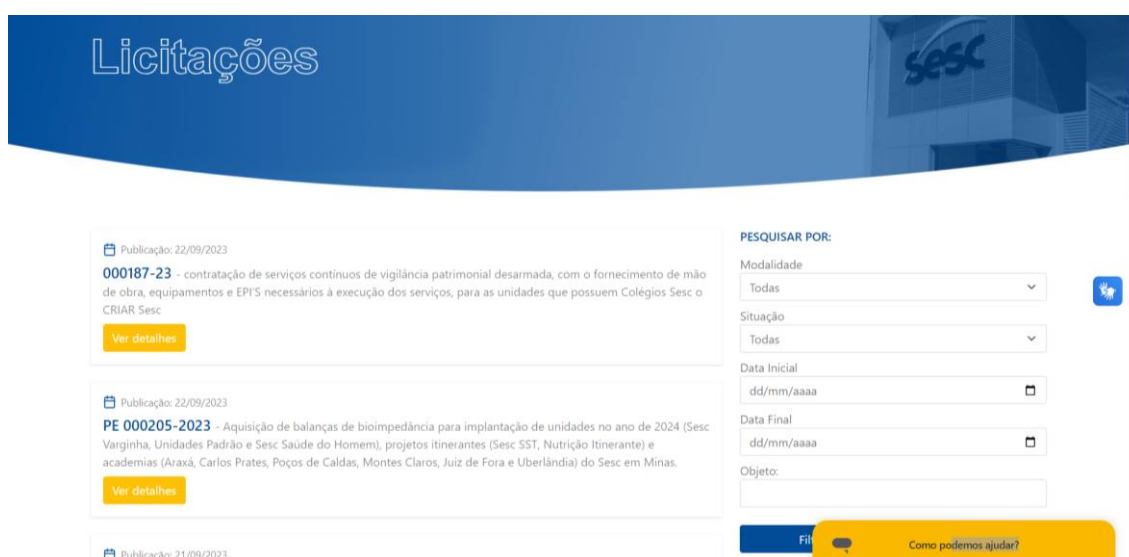 Licitações
sesc
Publicação: 22/09/2023
000187-23 - contratação de serviços contínuos de vigilância patrimonial desarmada, com o fornecimento de mão
de obra, equipamentos e EPI'S necessários à execução dos serviços, para as unidades que possuem Colégios Sesc o
CRIAR Sesc
Ver detalhes
Publicação: 22/09/2023
PE 000205-2023 - Aquisição de balanças de bioimpedância para implantação de unidades no ano de 2024 (Sesc
Varginha, Unidades Padrão e Sesc Saúde do Homem), projetos itinerantes (Sesc SST, Nutrição Itinerante) e
academias (Araxá, Carlos Prates, Poços de Caldas, Montes Claros, Juiz de Fora e Uberlândia) do Sesc em Minas.
Ver detalhes
Publicação: 21/09/2023
PESQUISAR POR:
Modalidade
Todas
Situação
Todas
Data Inicial
dd/mm/aaaa
Data Final
dd/mm/aaaa
Objeto:
Como podemos ajudar?